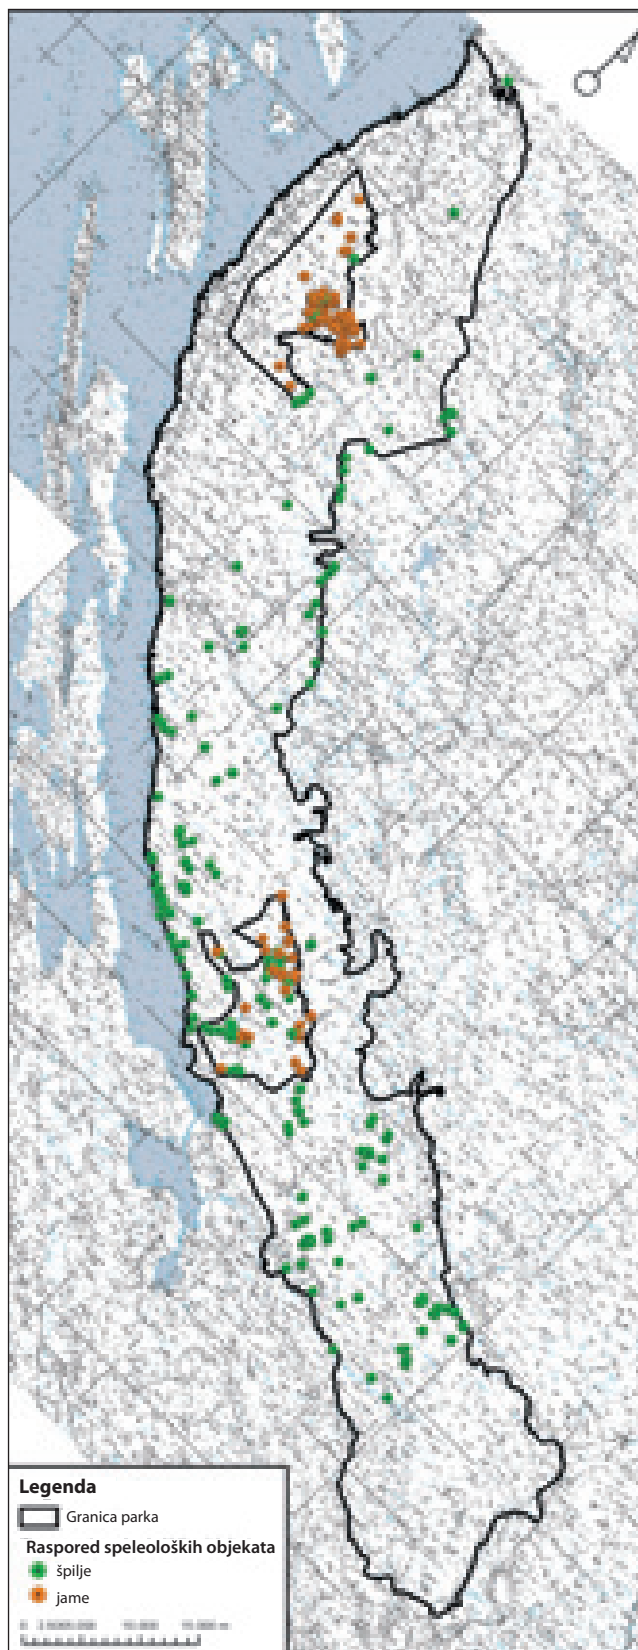 Legenda
Granica parka
Raspored speleoloških objekata
špilje
jame